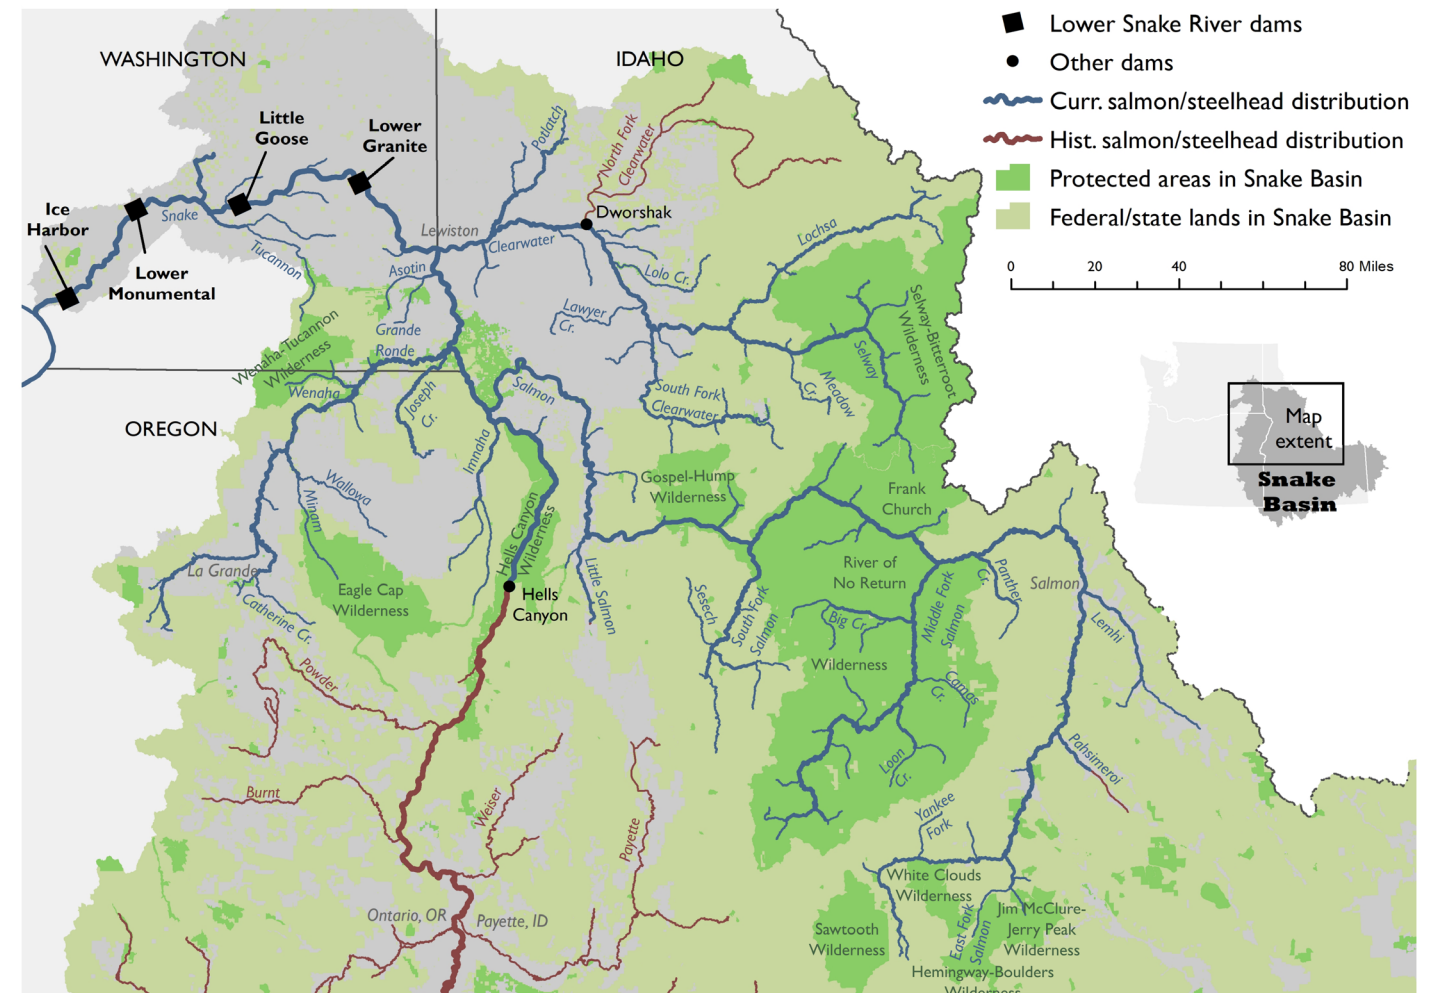 WASHINGTON
IDAHO
Lower Snake River dams
Other dams
Curr. salmon/steelhead distribution
Hist. salmon/steelhead distribution
Protected areas in Snake Basin
Federal/state lands in Snake Basin
0 20 40 80 Miles
Little
Goose
Lower
Granite
Ice
Harbor
Lower
Monumental
Snake
Tucannon
Potlatch
North Fork
Clearwater
Dworshak
Lewiston
Clearwater
Asotin
Lolo Cr.
Lawyer
Cr.
Lochsa
Selway-Bitterroot
Wilderness
Grande
Ronde
Wenaha-Tucannon
Wilderness
Wenaha
Joseph
Cr.
Salmon
South Fork
Clearwater
Meadow
Cr.
Selway
Map
extent
Snake
Basin
OREGON
Imnaha
Wallowa
Minam
Gospel-Hump
Wilderness
Frank
Church
River of
No Return
Wilderness
Hells Canyon
Wilderness
Hells
Canyon
La Grande
Catherine Cr.
Eagle Cap
Wilderness
Little Salmon
Sesech
South Fork
Salmon
Big Cr.
Middle Fork
Salmon
Panther
Cr.
Salmon
Lemhi
Camas
Cr.
Loon
Cr.
Pahsimeroi
Powder
Burnt
Weiser
Payette
Yankee
Fork
White Clouds
Wilderness
Ontario, OR
Payette, ID
Sawtooth
Wilderness
East Fork
Salmon
Jim McClure-
Jerry Peak
Wilderness
Hemingway-Boulders
Wilderness